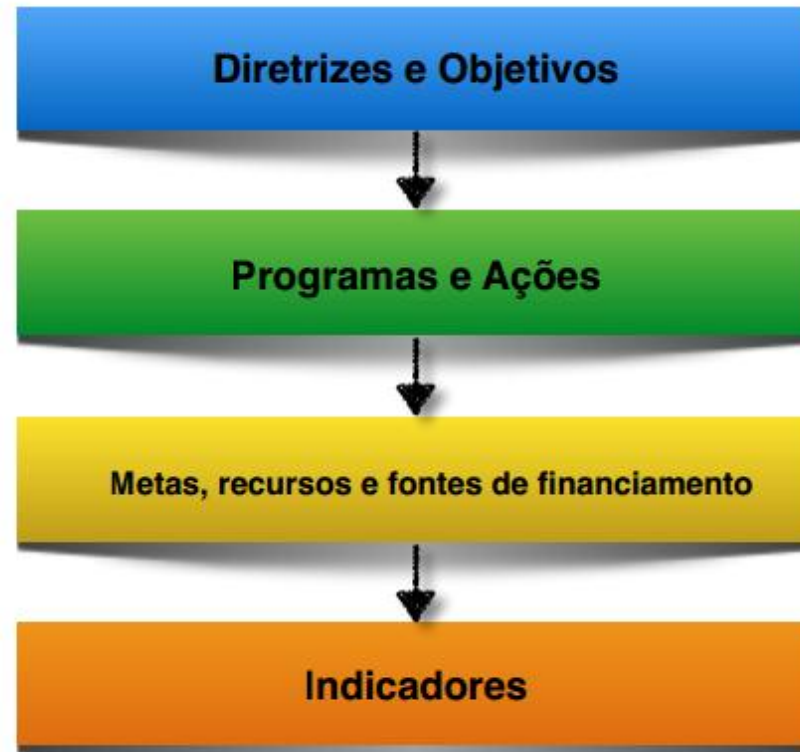 Diretrizes e Objetivos
Programas e Ações
Metas, recursos e fontes de financiamento
Indicadores